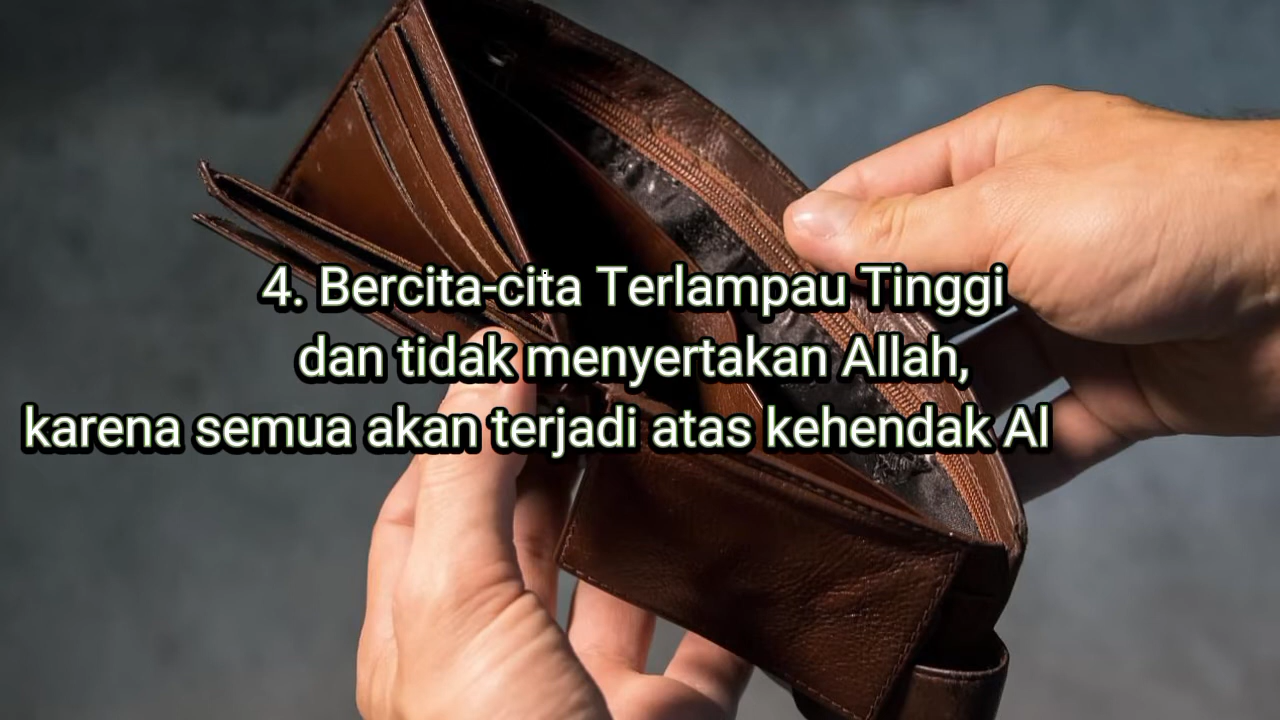 4. Bercita-cita Terlampau Tinggi
dan tidak menyertakan Allah,
karena semua akan terjadi atas kehendak Al